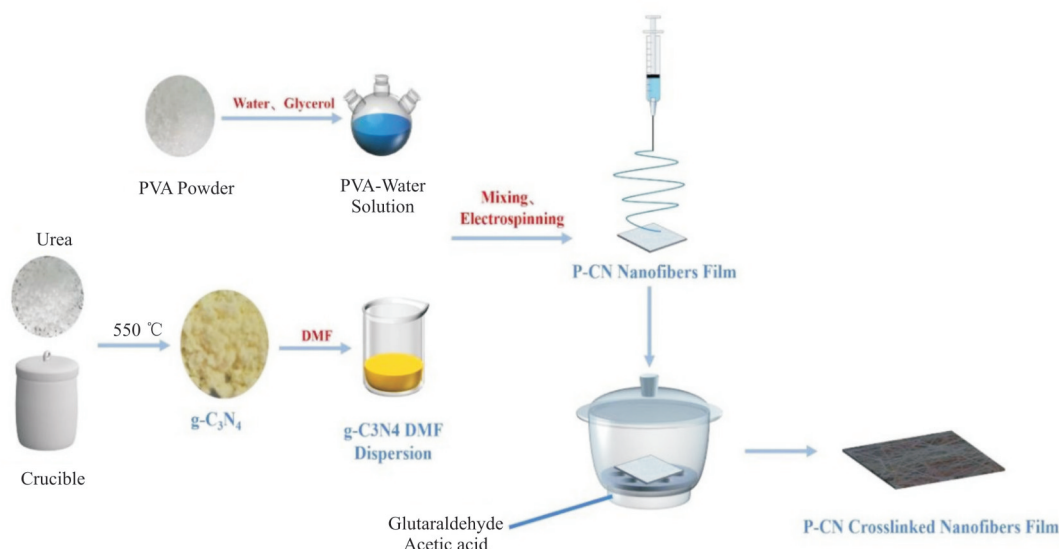 Water、Glycerol
PVA Powder
PVA-Water
Solution
Mixing、
Electrospinning
P-CN Nanofibers Film
Urea
550 ℃
DMF
g-C₃N₄
g-C3N4 DMF
Dispersion
Crucible
Glutaraldehyde
Acetic acid
P-CN Crosslinked Nanofibers Film